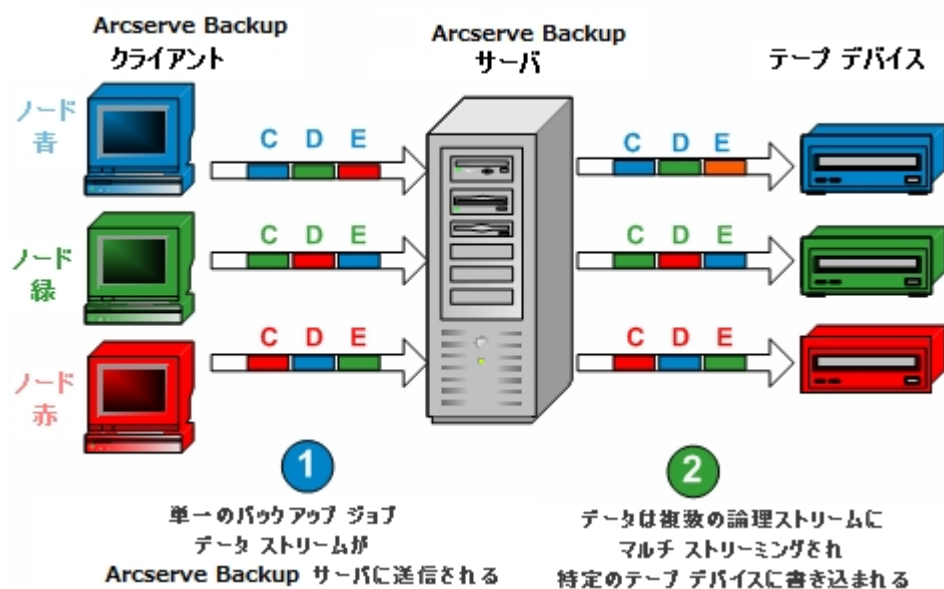 Arcserve Backup
クライアント
Arcserve Backup
サーバ
テープ デバイス
ノード
青
C D E
C D E
ノード
緑
C D E
C D E
ノード
赤
C D E
C D E
1
単一のバックアップ ジョブ
データ ストリームが
Arcserve Backup サーバに送信される
2
データは複数の論理ストリームに
マルチ ストリーミングされ
特定のテープ デバイスに書き込まれる